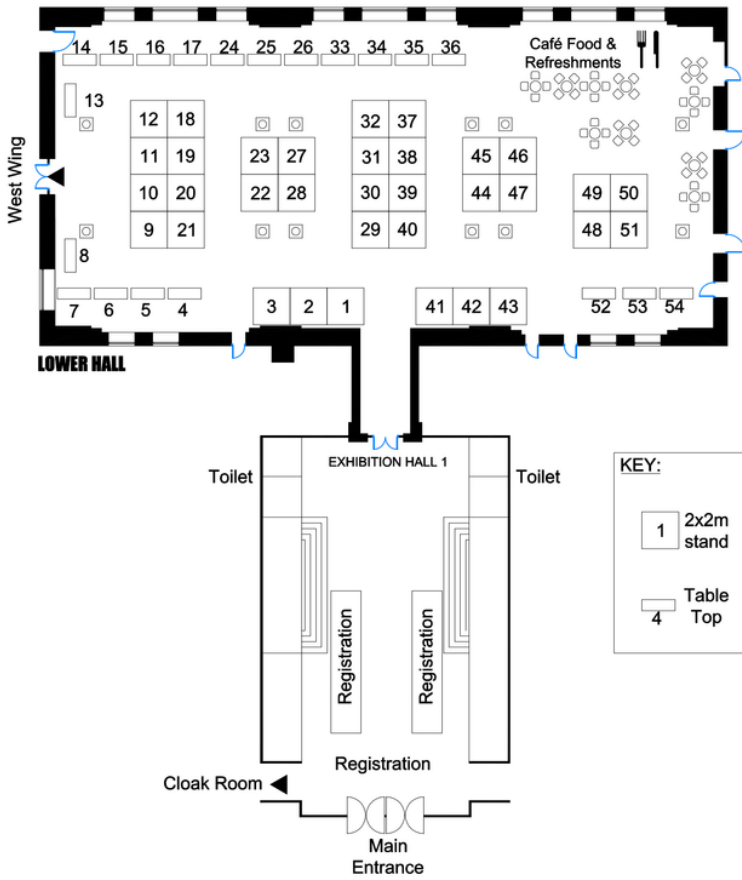 14 15 16 17 24 25 26 33 34 35 36
Café Food &
Refreshments
13
12 18 32 37
11 19 23 27 31 38 45 46
West Wing
10 20 22 28 30 39 44 47 49 50
9 21 29 40 48 51
8
7 6 5 4 3 2 1 41 42 43 52 53 54
LOWER HALL
EXHIBITION HALL 1
Toilet
Toilet
KEY:
1
2x2m
stand
4
Table
Top
Registration
Registration
Registration
Cloak Room
Main
Entrance